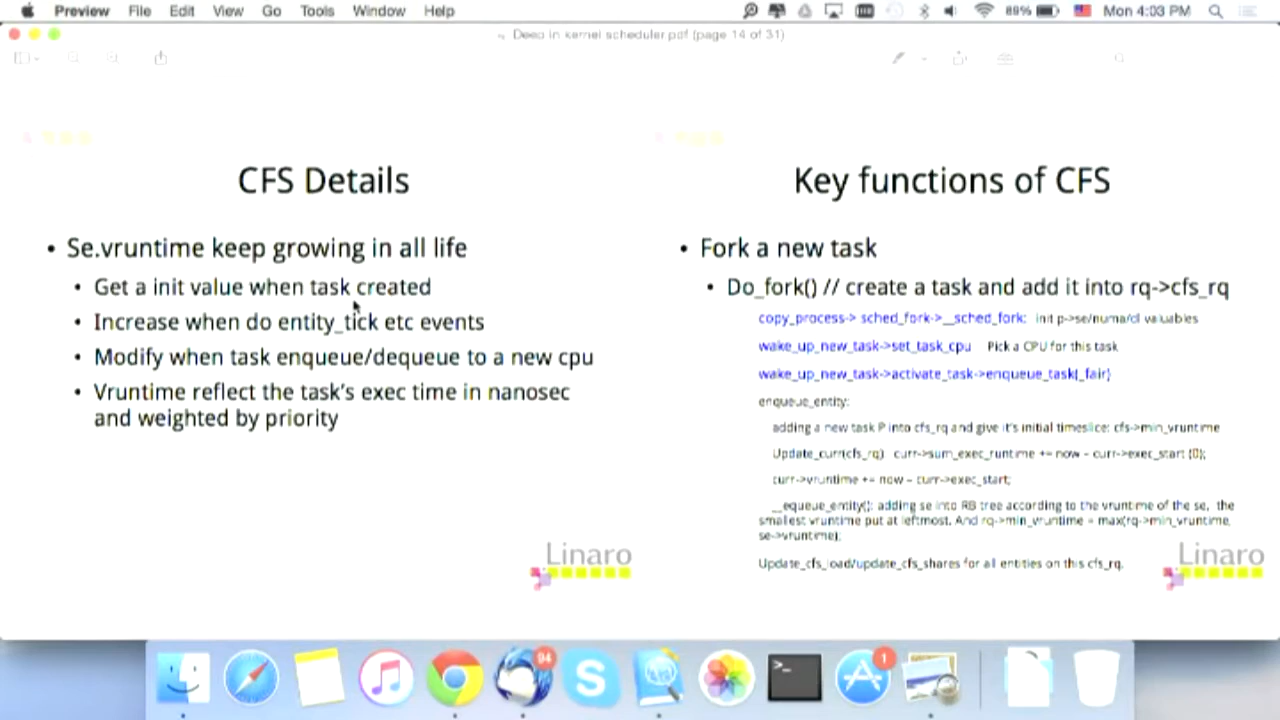 Preview File Edit View Go Tools Window Help
89% Mon 4:03 PM
Deep in kernel scheduler.pdf (page 14 of 31)
CFS Details
• Se.vruntime keep growing in all life
• Get a init value when task created
• Increase when do entity_tick etc events
• Modify when task enqueue/dequeue to a new cpu
• Vruntime reflect the task's exec time in nanosec
and weighted by priority
Linaro
Key functions of CFS
• Fork a new task
• Do_fork() // create a task and add it into rq->cfs_rq
copy_process-> sched_fork->__sched_fork: init p->se/numa/dl valuables
wake_up_new_task->set_task_cpu Pick a CPU for this task
wake_up_new_task->activate_task->enqueue_task(_fair)
enqueue_entity:
adding a new task P into cfs_rq and give it's initial timeslice: cfs->min_vruntime
Update_curr(cfs_rq) curr->sum_exec_runtime += now - curr->exec_start (0);
curr->vruntime += now - curr->exec_start;
__equeue_entity(): adding se into RB tree according to the vruntime of the se, the
smallest vruntime put at leftmost. And rq->min_vruntime = max(rq->min_vruntime,
se->vruntime);
Update_cfs_load/update_cfs_shares for all entities on this cfs_rq.
Linaro
94
1